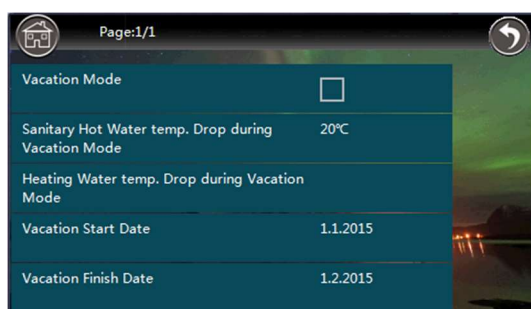 Page:1/1
Vacation Mode
Sanitary Hot Water temp. Drop during
Vacation Mode
20℃
Heating Water temp. Drop during Vacation
Mode
Vacation Start Date
1.1.2015
Vacation Finish Date
1.2.2015